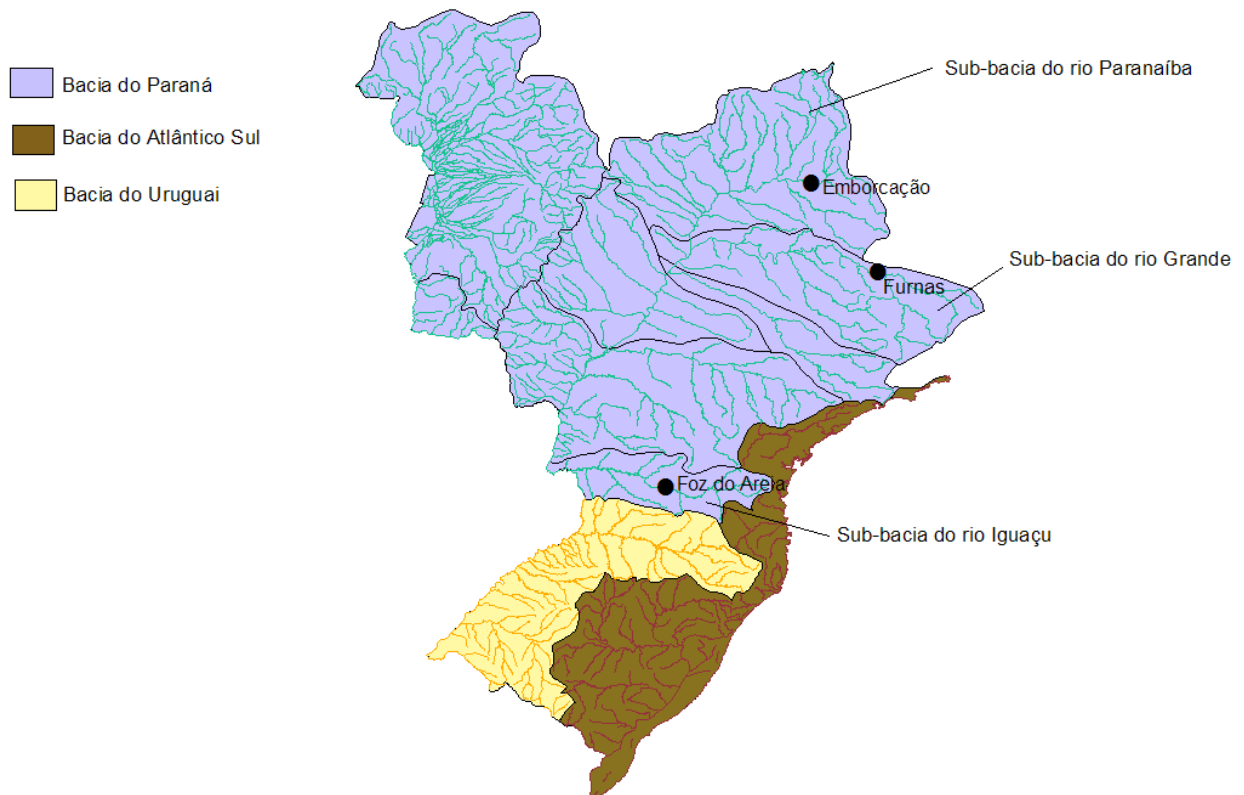 Bacia do Paraná
Bacia do Atlântico Sul
Bacia do Uruguai
Sub-bacia do rio Paranaíba
Emborcação
Sub-bacia do rio Grande
Furnas
Foz do Areia
Sub-bacia do rio Iguaçu